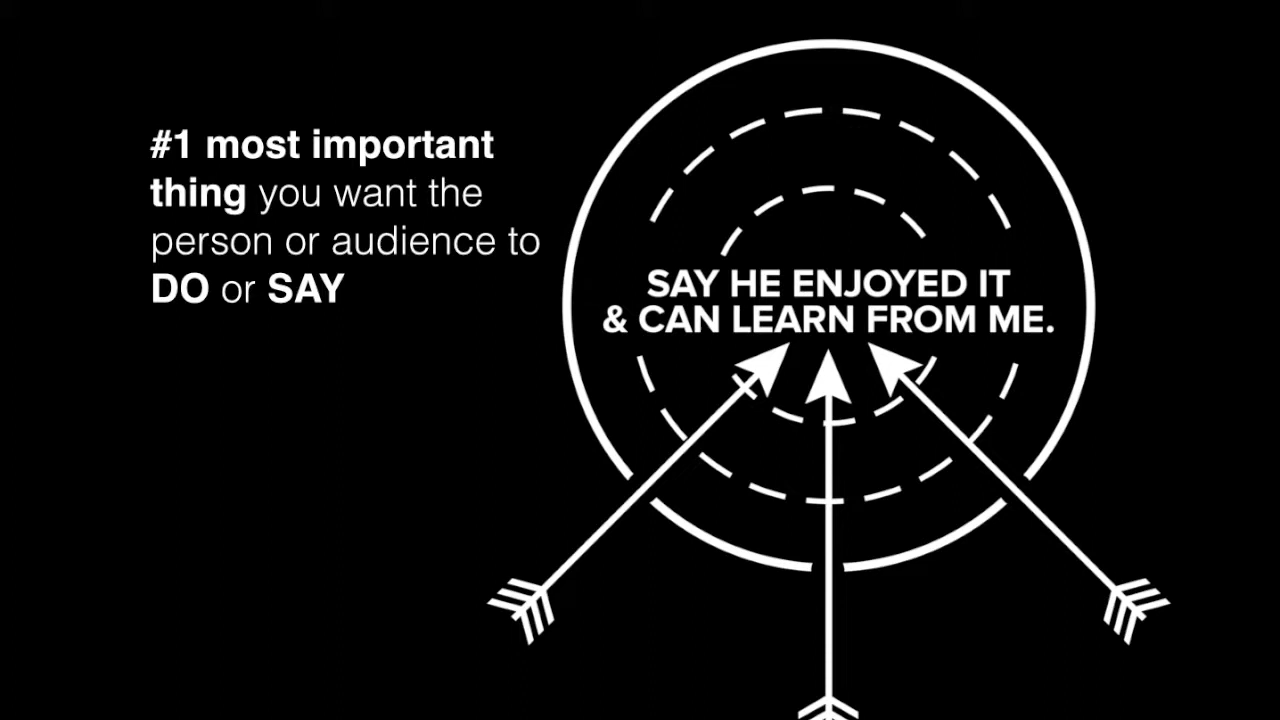 #1 most important
thing you want the
person or audience to
DO or SAY
SAY HE ENJOYED IT
& CAN LEARN FROM ME.